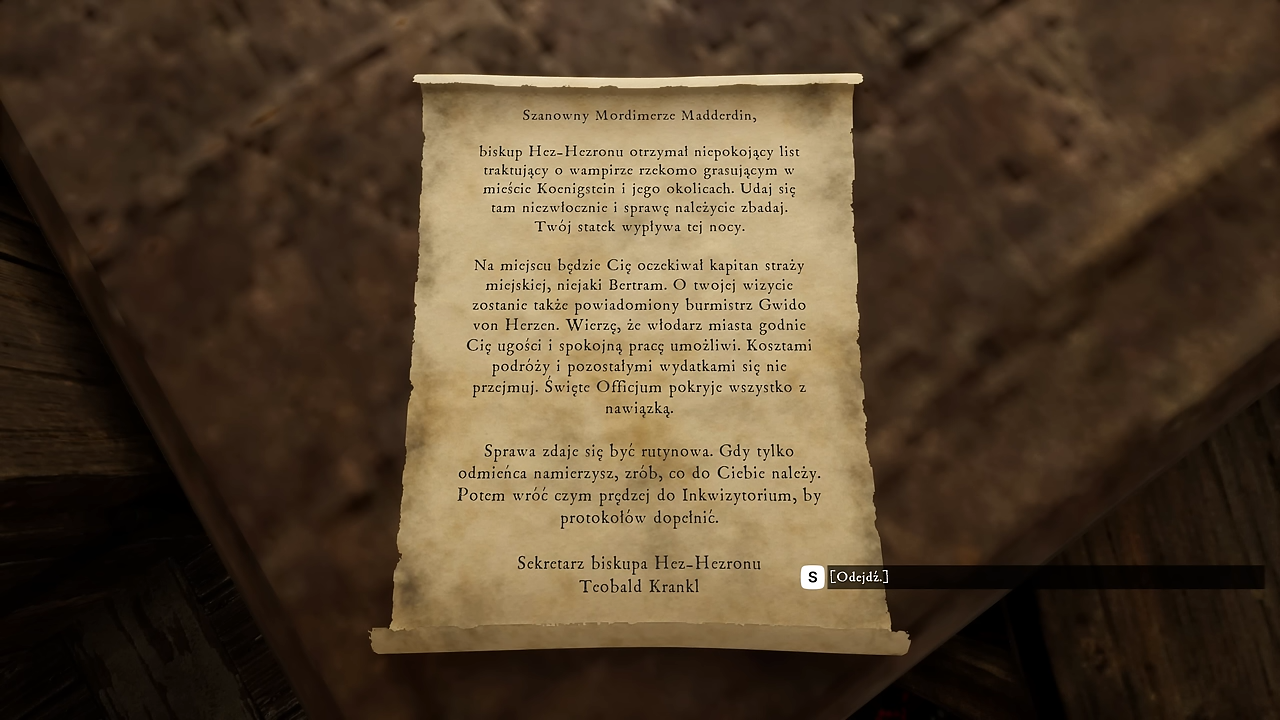 Szanowny Mordimerze Madderdin,
biskup Hez-Hezronu otrzymał niepokojący list
traktujący o wampirze rzekomo grasującym w
mieście Koenigstein i jego okolicach. Udaj się
tam niezwłocznie i sprawę należycie zbadaj.
Twój statek wypływa tej nocy.
Na miejscu będzie Cię oczekiwał kapitan straży
miejskiej, niejaki Bertram. O twojej wizycie
zostanie także powiadomiony burmistrz Gwido
von Herzen. Wierzę, że włodarz miasta godnie
Cię ugości i spokojną pracę umożliwi. Kosztami
podróży i pozostałymi wydatkami się nie
przejmuj. Święte Officjum pokryje wszystko z
nawiązką.
Sprawa zdaje się być rutynowa. Gdy tylko
odmieńca namierzysz, zrób, co do Ciebie należy.
Potem wróć czym prędzej do Inkwizytorium, by
protokołów dopełnić.
Sekretarz biskupa Hez-Hezronu
Teobald Krankl
S [Odejdź.]